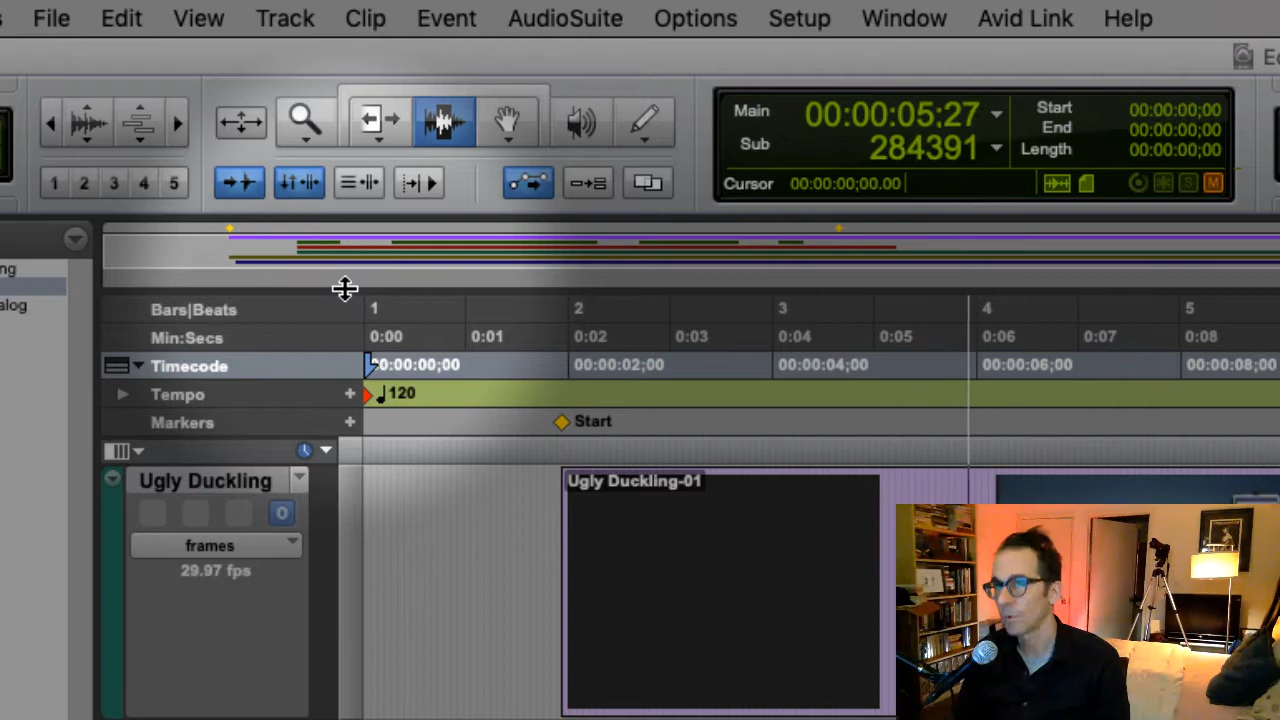 File Edit View Track Clip Event AudioSuite Options Setup Window Avid Link Help
Main 00:00:05;27 Start 00:00:00;00
End 00:00:00;00
Sub 284391 Length 00:00:00;00
1 2 3 4 5 Cursor 00:00:00;00.00 S M
ng
alog
Bars|Beats 1 2 3 4 5
Min:Secs 0:00 0:01 0:02 0:03 0:04 0:05 0:06 0:07 0:08
Timecode 00:00:00;00 00:00:02;00 00:00:04;00 00:00:06;00 00:00:08;00
Tempo + 120
Markers + Start
Ugly Duckling Ugly Duckling-01
O
frames
29.97 fps